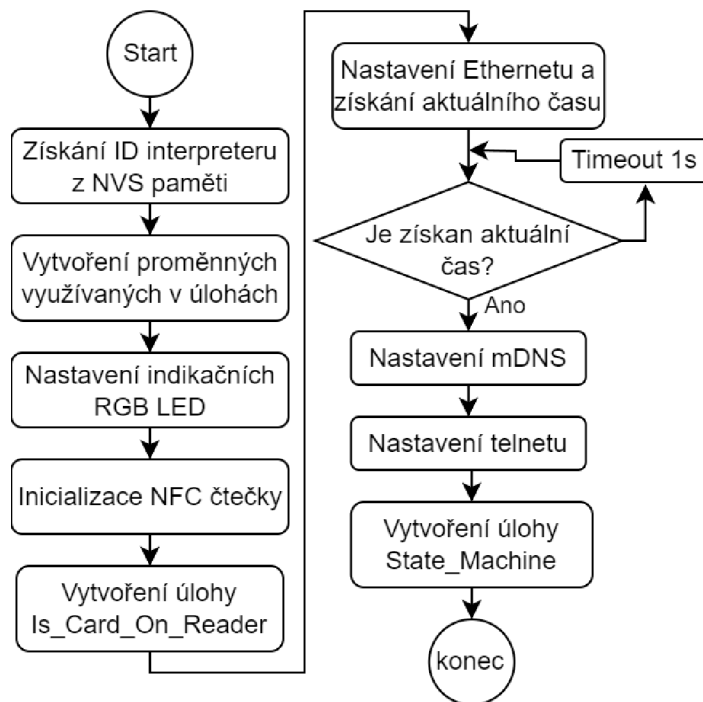 Start
Získání ID interpreteru
z NVS paměti
Vytvoření proměnných
využívaných v úlohách
Nastavení indikačních
RGB LED
Inicializace NFC čtečky
Vytvoření úlohy
Is_Card_On_Reader
Nastavení Ethernetu a
získání aktuálního času
Timeout 1s
Je získan aktuální
čas?
Ano
Nastavení mDNS
Nastavení telnetu
Vytvoření úlohy
State_Machine
konec